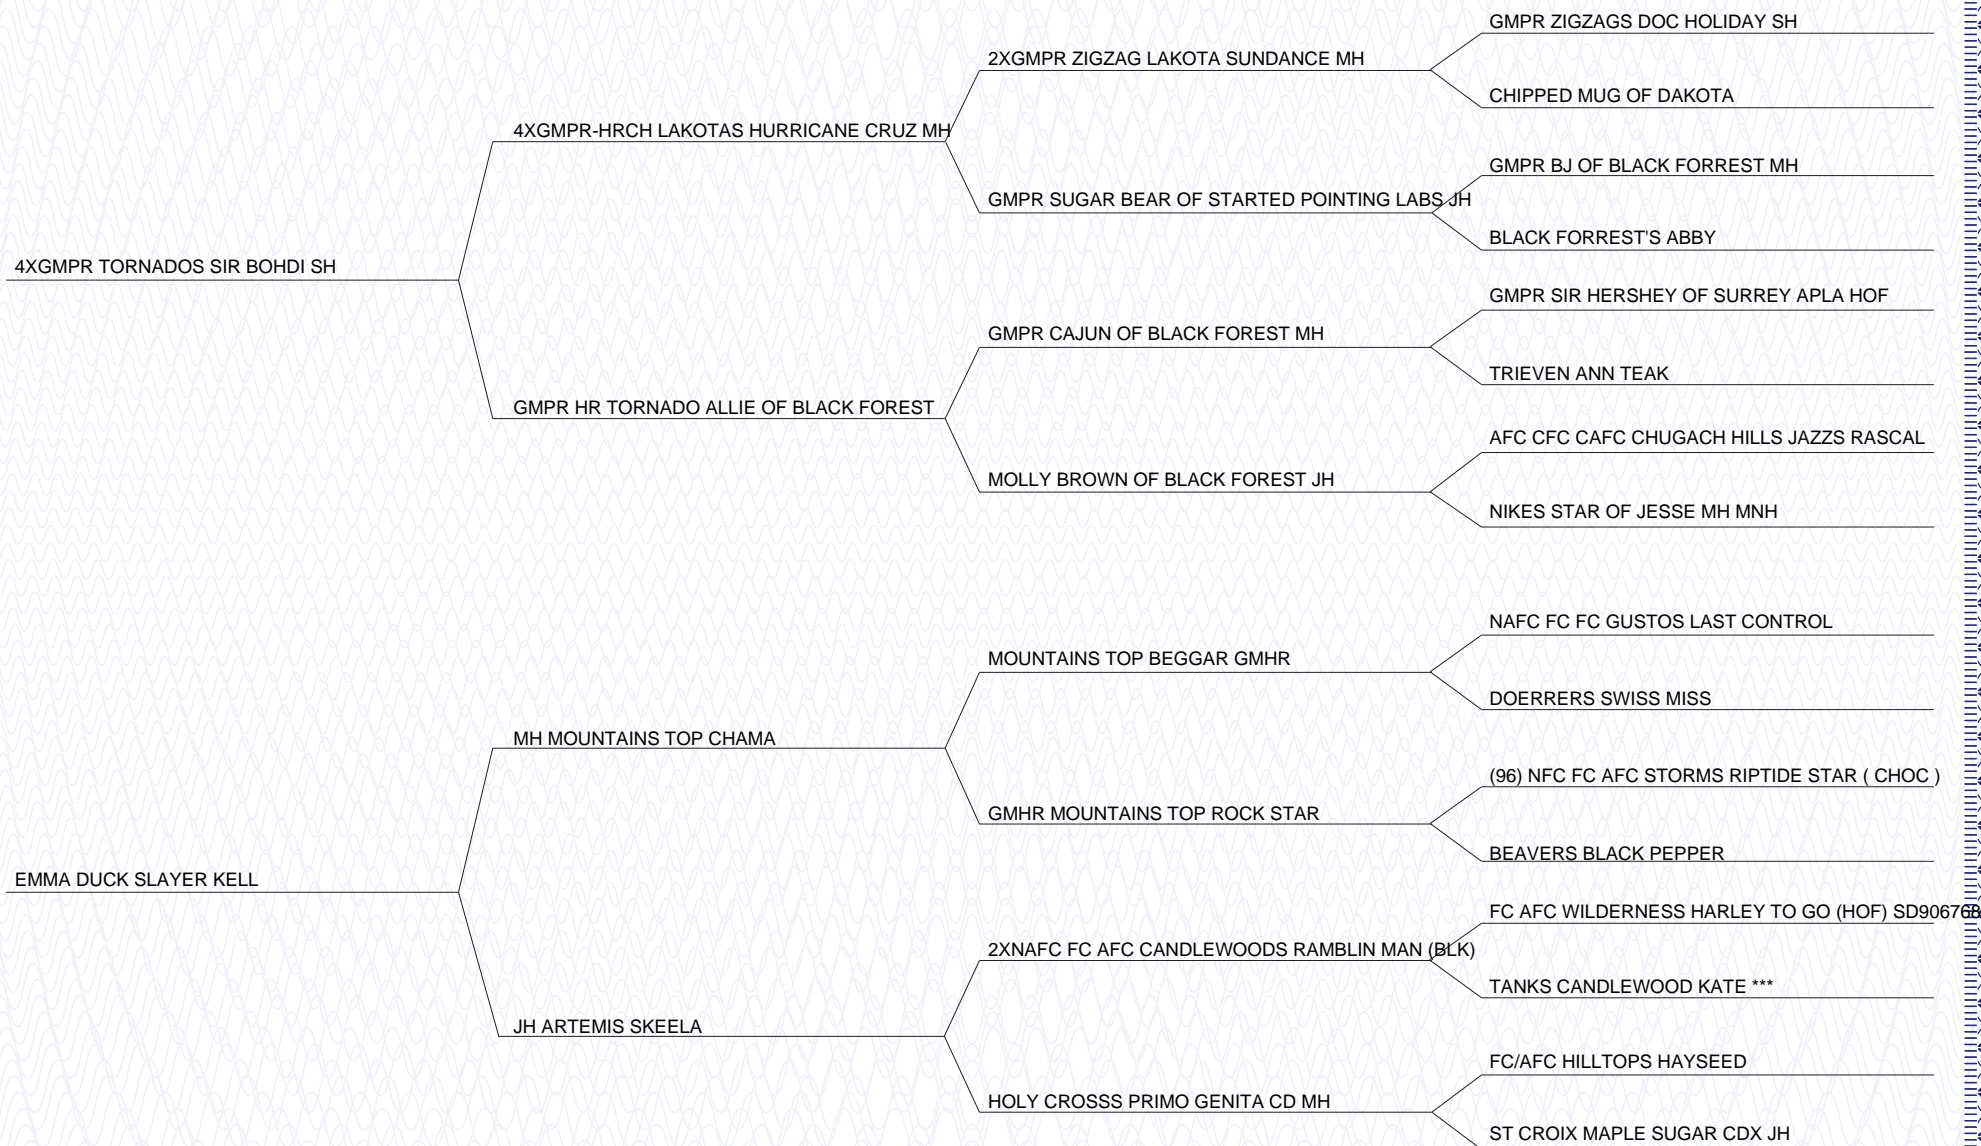 GMPR ZIGZAGS DOC HOLIDAY SH
2XGMPR ZIGZAG LAKOTA SUNDANCE MH
CHIPPED MUG OF DAKOTA
4XGMPR-HRCH LAKOTAS HURRICANE CRUZ MH
GMPR BJ OF BLACK FORREST MH
GMPR SUGAR BEAR OF STARTED POINTING LABS JH
BLACK FORREST'S ABBY
4XGMPR TORNADOS SIR BOHDI SH
GMPR SIR HERSHEY OF SURREY APLA HOF
GMPR CAJUN OF BLACK FOREST MH
TRIEVEN ANN TEAK
GMPR HR TORNADO ALLIE OF BLACK FOREST
AFC CFC CAFC CHUGACH HILLS JAZZS RASCAL
MOLLY BROWN OF BLACK FOREST JH
NIKES STAR OF JESSE MH MNH
NAFC FC FC GUSTOS LAST CONTROL
MOUNTAINS TOP BEGGAR GMHR
DOERRERS SWISS MISS
MH MOUNTAINS TOP CHAMA
(96) NFC FC AFC STORMS RIPTIDE STAR ( CHOC )
GMHR MOUNTAINS TOP ROCK STAR
BEAVERS BLACK PEPPER
EMMA DUCK SLAYER KELL
FC AFC WILDERNESS HARLEY TO GO (HOF) SD906768
2XNAFC FC AFC CANDLEWOODS RAMBLIN MAN (BLK)
TANKS CANDLEWOOD KATE ***
JH ARTEMIS SKEELA
FC/AFC HILLTOPS HAYSEED
HOLY CROSSS PRIMO GENITA CD MH
ST CROIX MAPLE SUGAR CDX JH